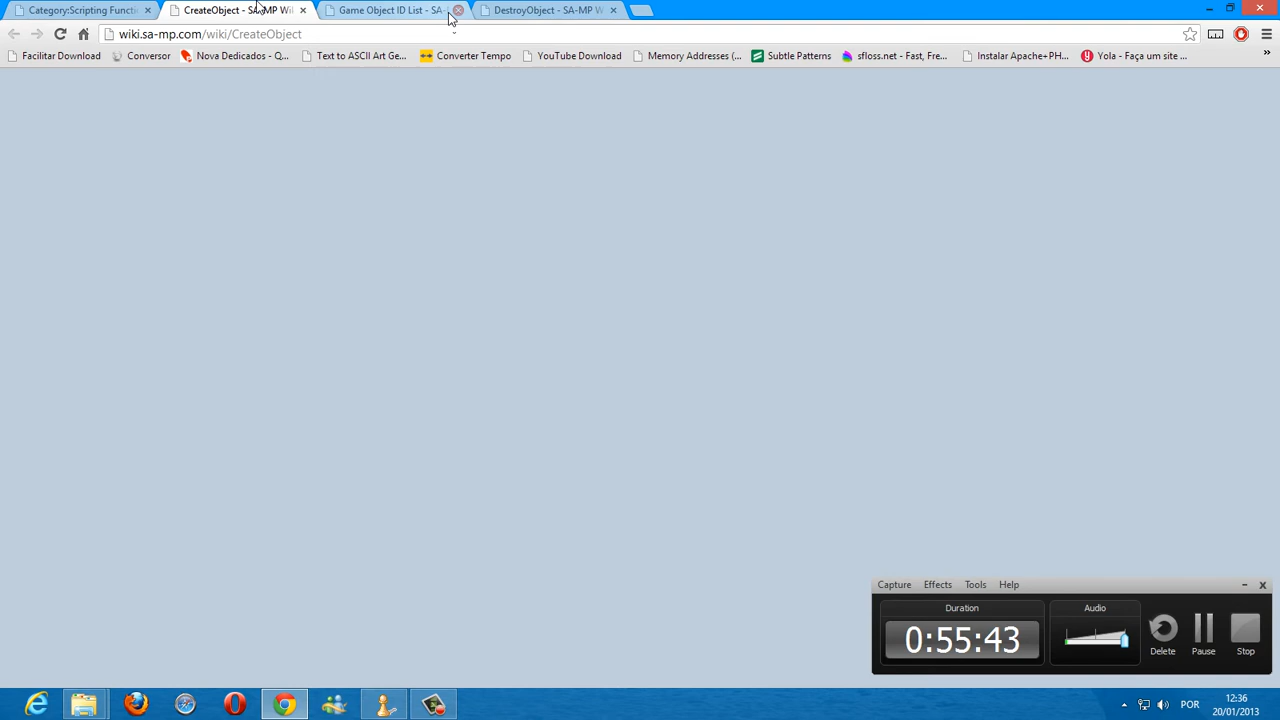 Category:Scripting Functi
CreateObject - SA-MP Wi
Game Object ID List - SA-
DestroyObject - SA-MP W
wiki.sa-mp.com/wiki/CreateObject
Facilitar Download
Conversor
Nova Dedicados - Q...
Text to ASCII Art Ge...
Converter Tempo
YouTube Download
Memory Addresses (...
Subtle Patterns
sfloss.net - Fast, Fre...
Instalar Apache+PH...
Yola - Faça um site ...
»
Capture Effects Tools Help
Duration
Audio
0:55:43
Delete
Pause
Stop
POR
12:36
20/01/2013